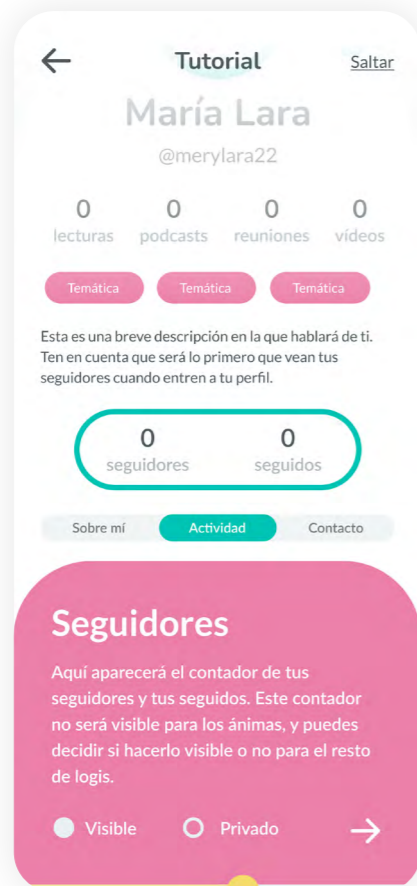 Tutorial
Saltar
María Lara
@merylara22
0 0 0 0
lecturas podcasts reuniones vídeos
Temática Temática Temática
Esta es una breve descripción en la que hablará de ti.
Ten en cuenta que será lo primero que vean tus
seguidores cuando entren a tu perfil.
0 0
seguidores seguidos
Sobre mí Actividad Contacto
Seguidores
Aquí aparecerá el contador de tus
seguidores y tus seguidos. Este contador
no será visible para los ánimas, y puedes
decidir si hacerlo visible o no para el resto
de logis.
Visible Privado